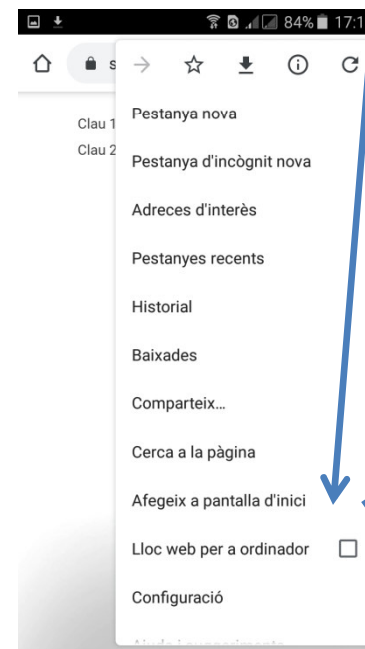 84% 17:1
s
Clau 1
Clau 2
Pestanya nova
Pestanya d'incògnit nova
Adreces d'interès
Pestanyes recents
Historial
Baixades
Comparteix...
Cerca a la pàgina
Afegeix a pantalla d'inici
Lloc web per a ordinador
Configuració